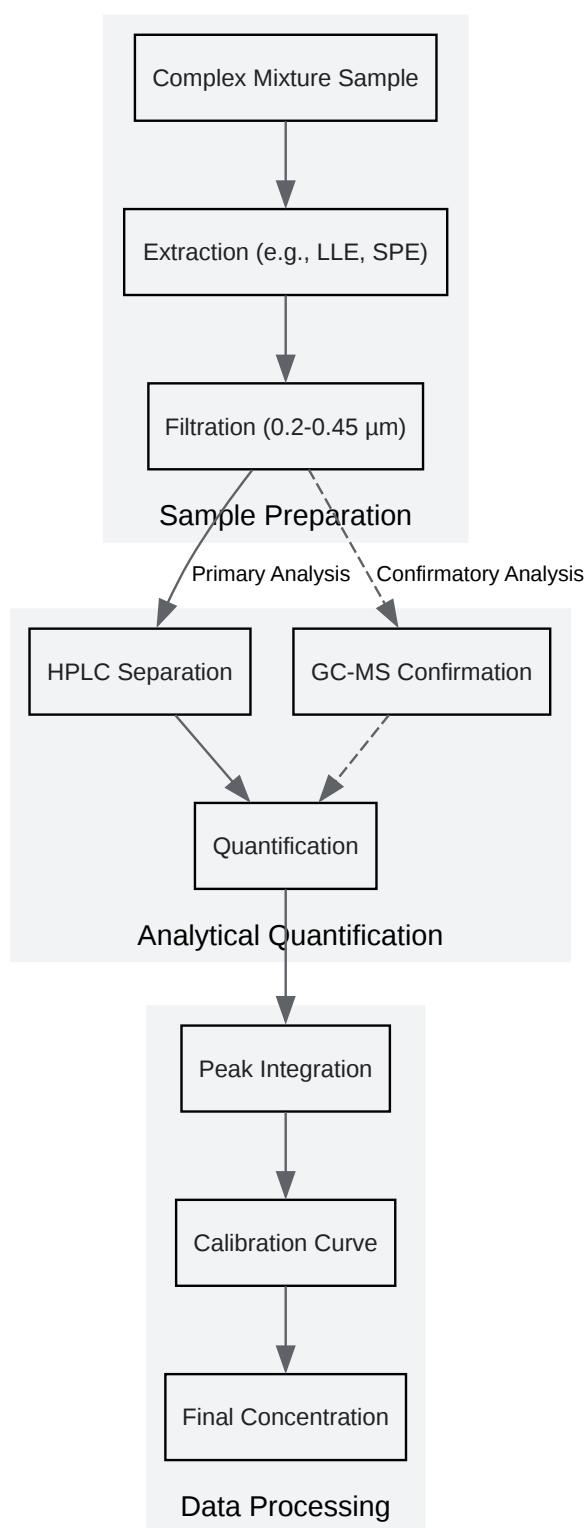 Complex Mixture Sample
Extraction (e.g., LLE, SPE)
Filtration (0.2-0.45 µm)
Sample Preparation
Primary Analysis
Confirmatory Analysis
HPLC Separation
GC-MS Confirmation
Quantification
Analytical Quantification
Peak Integration
Calibration Curve
Final Concentration
Data Processing